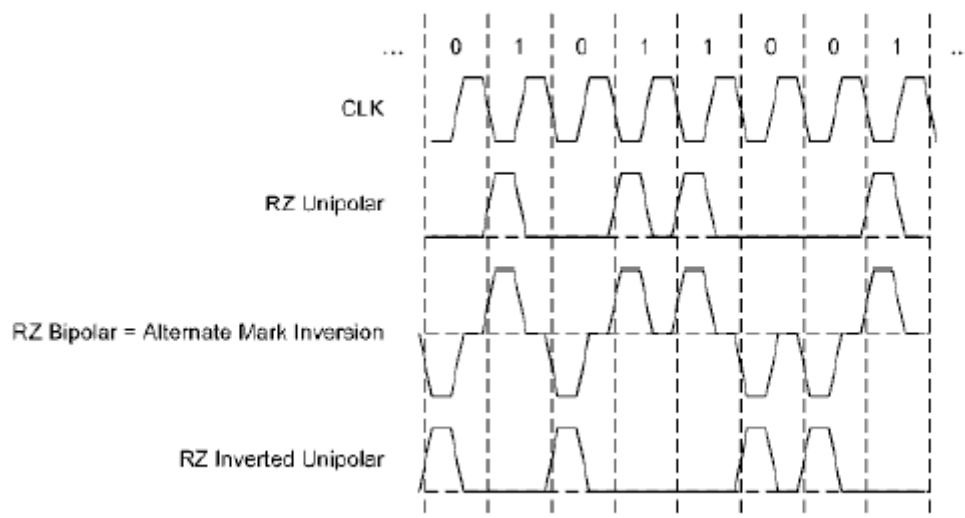 ... 0 1 0 1 1 0 0 1 ..
CLK
RZ Unipolar
RZ Bipolar = Alternate Mark Inversion
RZ Inverted Unipolar